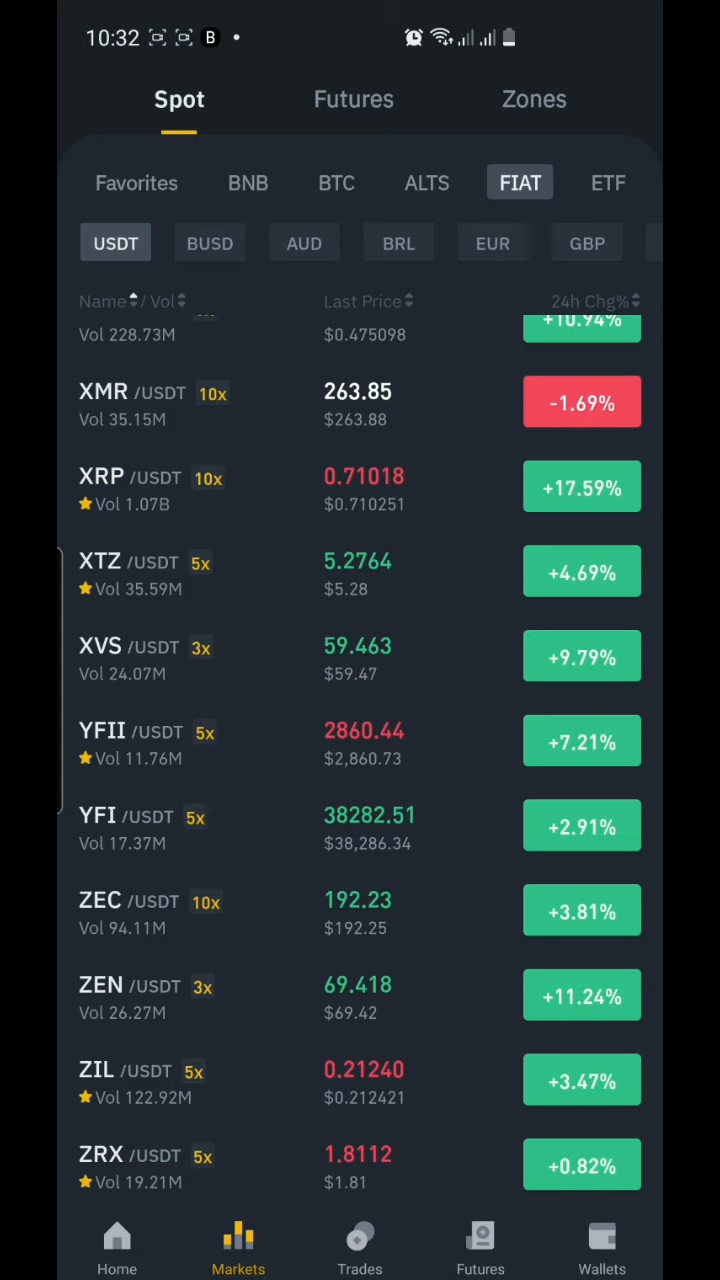 10:32 B
Spot Futures Zones
Favorites BNB BTC ALTS FIAT ETF
USDT BUSD AUD BRL EUR GBP
Name / Vol Last Price 24h Chg%
+10.94%
Vol 228.73M $0.475098
XMR /USDT 10x 263.85 -1.69%
Vol 35.15M $263.88
XRP /USDT 10x 0.71018 +17.59%
Vol 1.07B $0.710251
XTZ /USDT 5x 5.2764 +4.69%
Vol 35.59M $5.28
XVS /USDT 3x 59.463 +9.79%
Vol 24.07M $59.47
YFII /USDT 5x 2860.44 +7.21%
Vol 11.76M $2,860.73
YFI /USDT 5x 38282.51 +2.91%
Vol 17.37M $38,286.34
ZEC /USDT 10x 192.23 +3.81%
Vol 94.11M $192.25
ZEN /USDT 3x 69.418 +11.24%
Vol 26.27M $69.42
ZIL /USDT 5x 0.21240 +3.47%
Vol 122.92M $0.212421
ZRX /USDT 5x 1.8112 +0.82%
Vol 19.21M $1.81
Home Markets Trades Futures Wallets